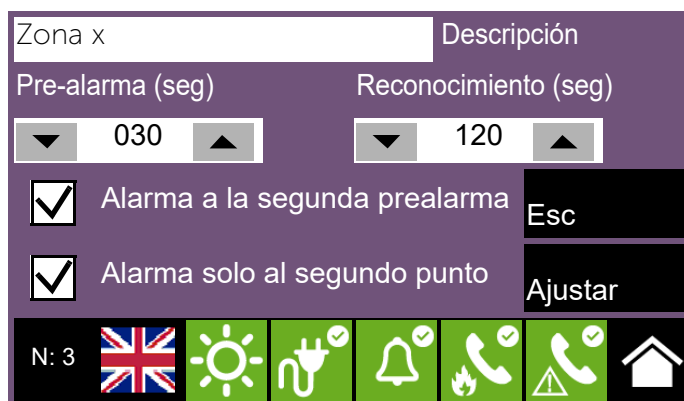 Zona x Descripción
Pre-alarma (seg) Reconocimiento (seg)
030 120
Alarma a la segunda prealarma
Esc
Alarma solo al segundo punto
Ajustar
N: 3